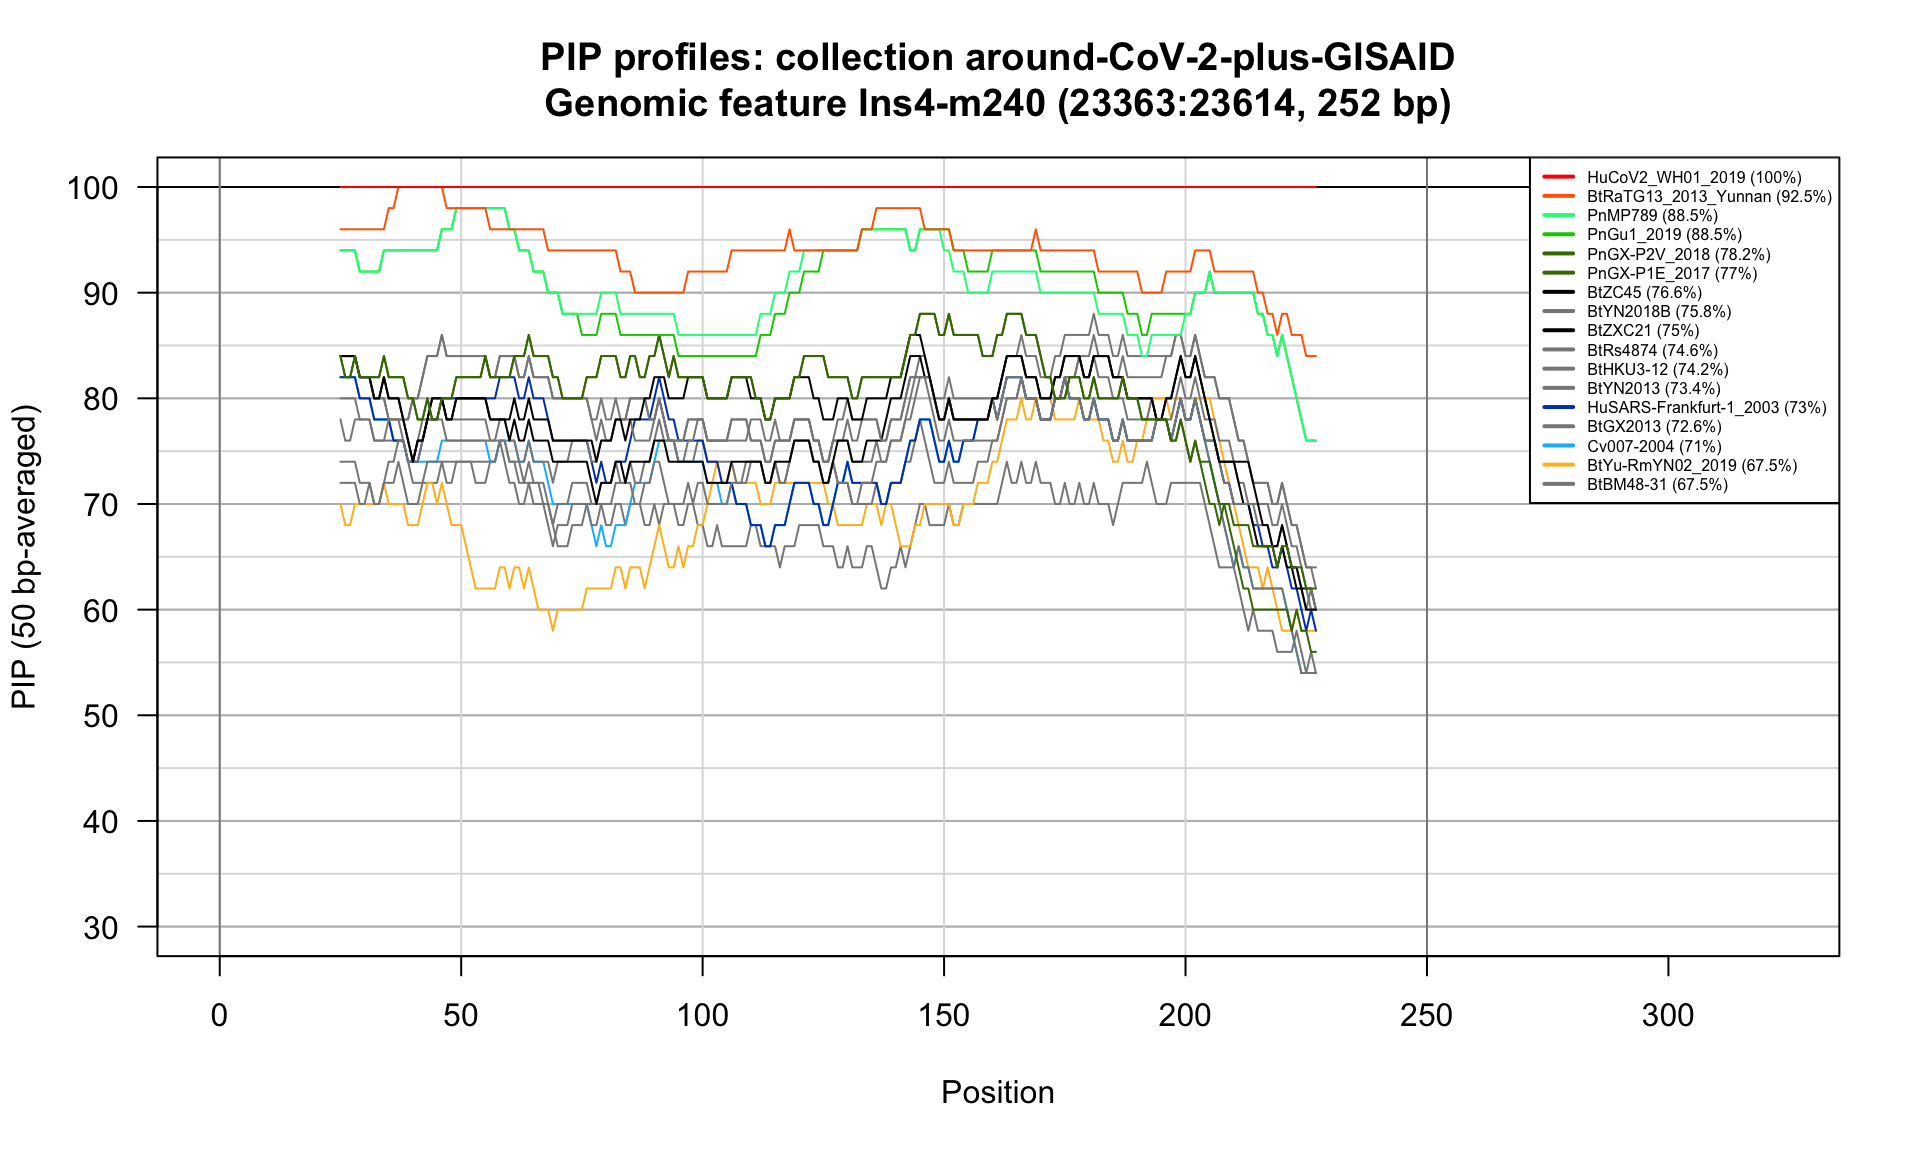 PIP profiles: collection around-CoV-2-plus-GISAID
Genomic feature Ins4-m240 (23363:23614, 252 bp)
PIP (50 bp-averaged)
100
90
80
70
60
50
40
30
HuCoV2_WH01_2019 (100%)
BtRaTG13_2013_Yunnan (92.5%)
PnMP789 (88.5%)
PnGu1_2019 (88.5%)
PnGX-P2V_2018 (78.2%)
PnGX-P1E_2017 (77%)
BtZC45 (76.6%)
BtYN2018B (75.8%)
BtZXC21 (75%)
BtRs4874 (74.6%)
BtHKU3-12 (74.2%)
BtYN2013 (73.4%)
HuSARS-Frankfurt-1_2003 (73%)
BtGX2013 (72.6%)
Cv007-2004 (71%)
BtYu-RmYN02_2019 (67.5%)
BtBM48-31 (67.5%)
0 50 100 150 200 250 300
Position